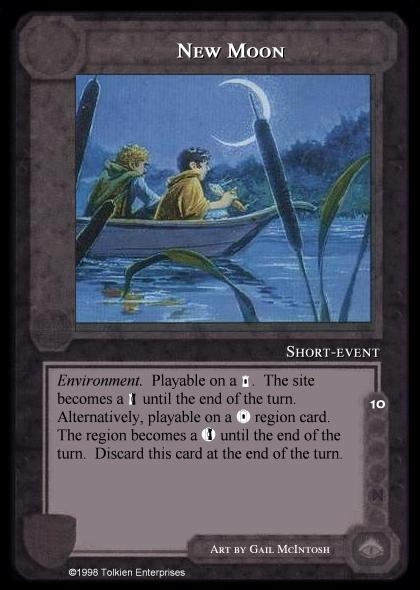 New Moon
Short-event
Environment. Playable on a . The site
becomes a until the end of the turn.
Alternatively, playable on a region card.
The region becomes a until the end of the
turn. Discard this card at the end of the turn.
10
N
Art by Gail McIntosh
©1998 Tolkien Enterprises